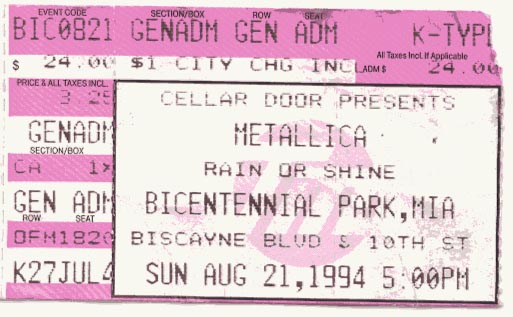 EVENT CODE SECTION/BOX ROW SEAT
BIC0821 GENADM GEN ADM K-TYP
All Taxes Incl. If Applicable
$ 24.00 $1 CITY CHG INCL ADM $ 24.00
PRICE & ALL TAXES INCL.
3.25
CELLAR DOOR PRESENTS
GENADM
METALLICA
SECTION/BOX
RAIN OR SHINE
CA 1×
GEN ADM
BICENTENNIAL PARK,MIA
ROW SEAT
OFM182
BISCAYNE BLVD & 10TH ST
K27JUL4
SUN AUG 21,1994 5:00PM